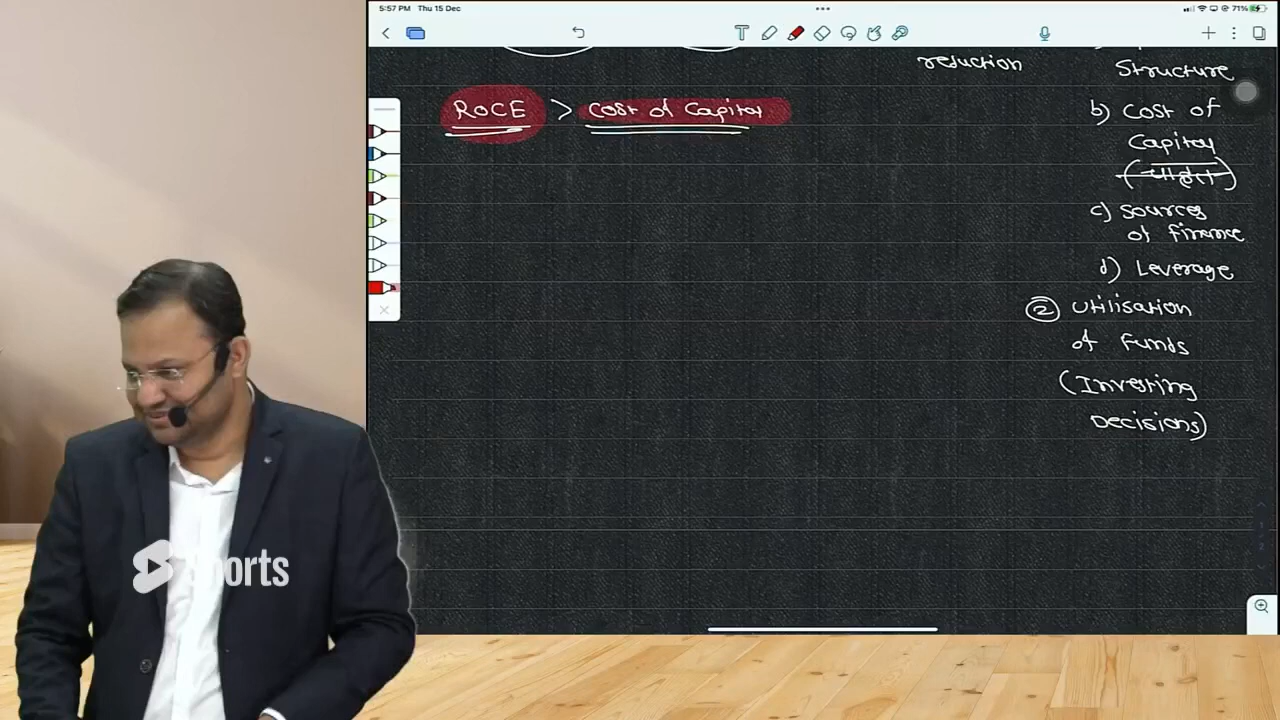 5:57 PM Thu 15 Dec
71%
reduction
Structure
ROCE > Cost of Capital
b) Cost of
Capital
c) Sources
of Finance
d) Leverage
② Utilisation
of Funds
(Investing
Decisions)
Shorts